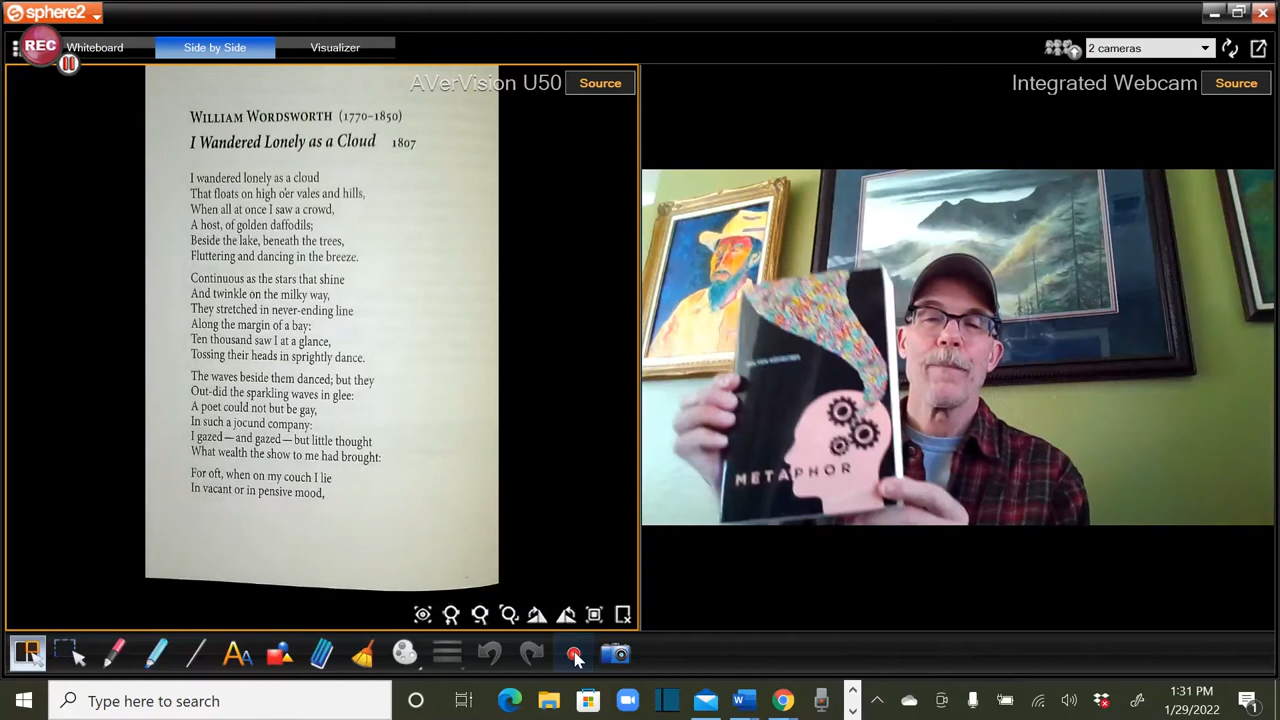 sphere2
REC
Whiteboard
Side by Side
Visualizer
2 cameras
AVerVision U50
Source
WILLIAM WORDSWORTH (1770–1850)
I Wandered Lonely as a Cloud 1807
I wandered lonely as a cloud
That floats on high o'er vales and hills,
When all at once I saw a crowd,
A host, of golden daffodils;
Beside the lake, beneath the trees,
Fluttering and dancing in the breeze.
Continuous as the stars that shine
And twinkle on the milky way,
They stretched in never-ending line
Along the margin of a bay:
Ten thousand saw I at a glance,
Tossing their heads in sprightly dance.
The waves beside them danced; but they
Out-did the sparkling waves in glee:
A poet could not but be gay,
In such a jocund company:
I gazed—and gazed—but little thought
What wealth the show to me had brought:
For oft, when on my couch I lie
In vacant or in pensive mood,
Integrated Webcam
Source
METAPHOR
Type here to search
1:31 PM
1/29/2022
1